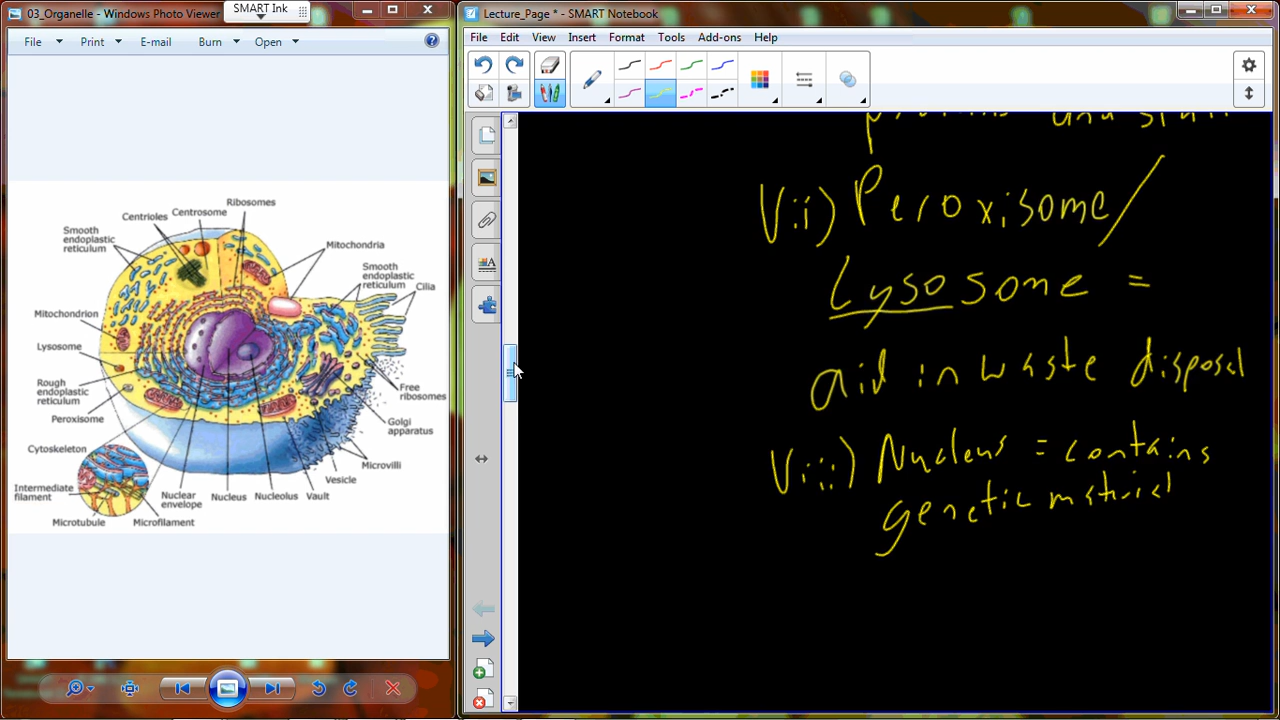 03_Organelle - Windows Photo Viewer
SMART Ink
File Print E-mail Burn Open
Ribosomes
Centrosome
Centrioles
Smooth
endoplastic
reticulum
Mitochondria
Smooth
endoplastic
reticulum
Cilia
Mitochondrion
Lysosome
Rough
endoplastic
reticulum
Peroxisome
Free
ribosomes
Golgi
apparatus
Cytoskeleton
Microvilli
Vesicle
Intermediate
filament
Nuclear
envelope
Nucleus
Nucleolus
Vault
Microtubule
Microfilament
Lecture_Page * - SMART Notebook
File Edit View Insert Format Tools Add-ons Help
Vii) Peroxisome/
Lysosome =
aid in waste disposal
Viii) Nucleus = contains
genetic material